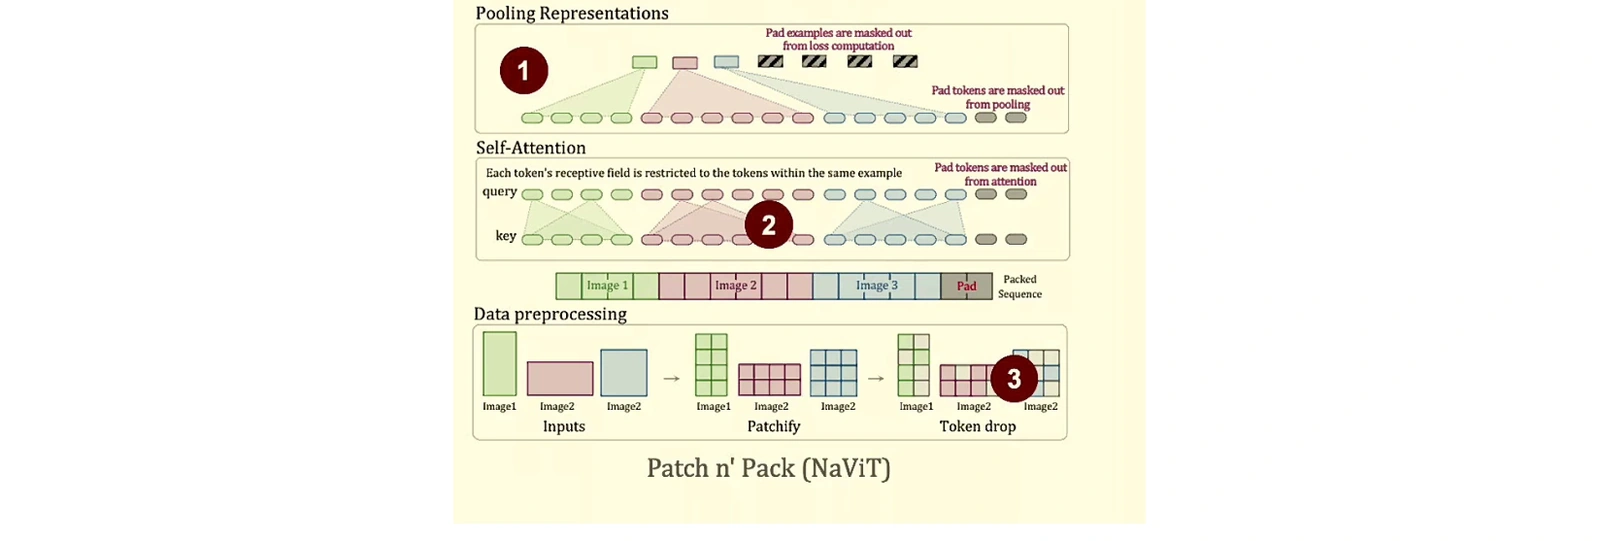 Pooling Representations
Pad examples are masked out
from loss computation
1
Pad tokens are masked out
from pooling
Self-Attention
Each token's receptive field is restricted to the tokens within the same example
Pad tokens are masked out
from attention
query
2
key
Image 1
Image 2
Image 3
Pad
Packed
Sequence
Data preprocessing
3
Image1 Image2 Image2 Image1 Image2 Image2 Image1 Image2 Image2
Inputs Patchify Token drop
Patch n' Pack (NaViT)